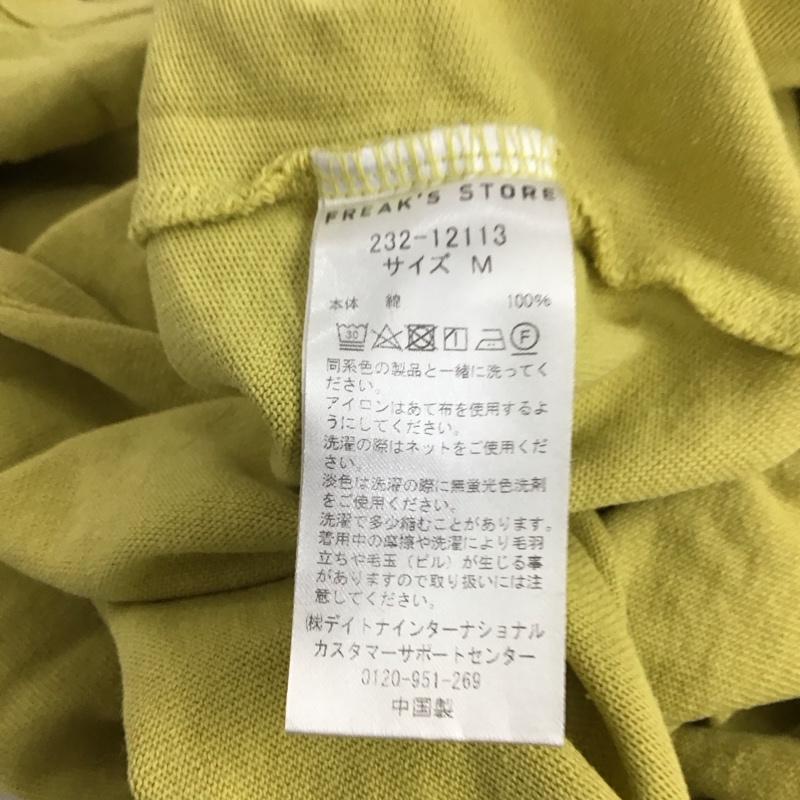 FREAK'S STORE
232-12113
サイズ M
本体 綿 100%
30 F
同系色の製品と一緒に洗ってく
ださい。
アイロンはあて布を使用するよ
うにしてください。
洗濯の際はネットをご使用くだ
さい。
淡色は洗濯の際に無蛍光色洗剤
をご使用ください。
洗濯で多少縮むことがあります。
着用中の摩擦や洗濯により毛羽
立ちや毛玉（ピル）が生じる事
がありますので取り扱いには注
意してください。
㈱デイトナインターナショナル
カスタマーサポートセンター
0120-951-269
中国製